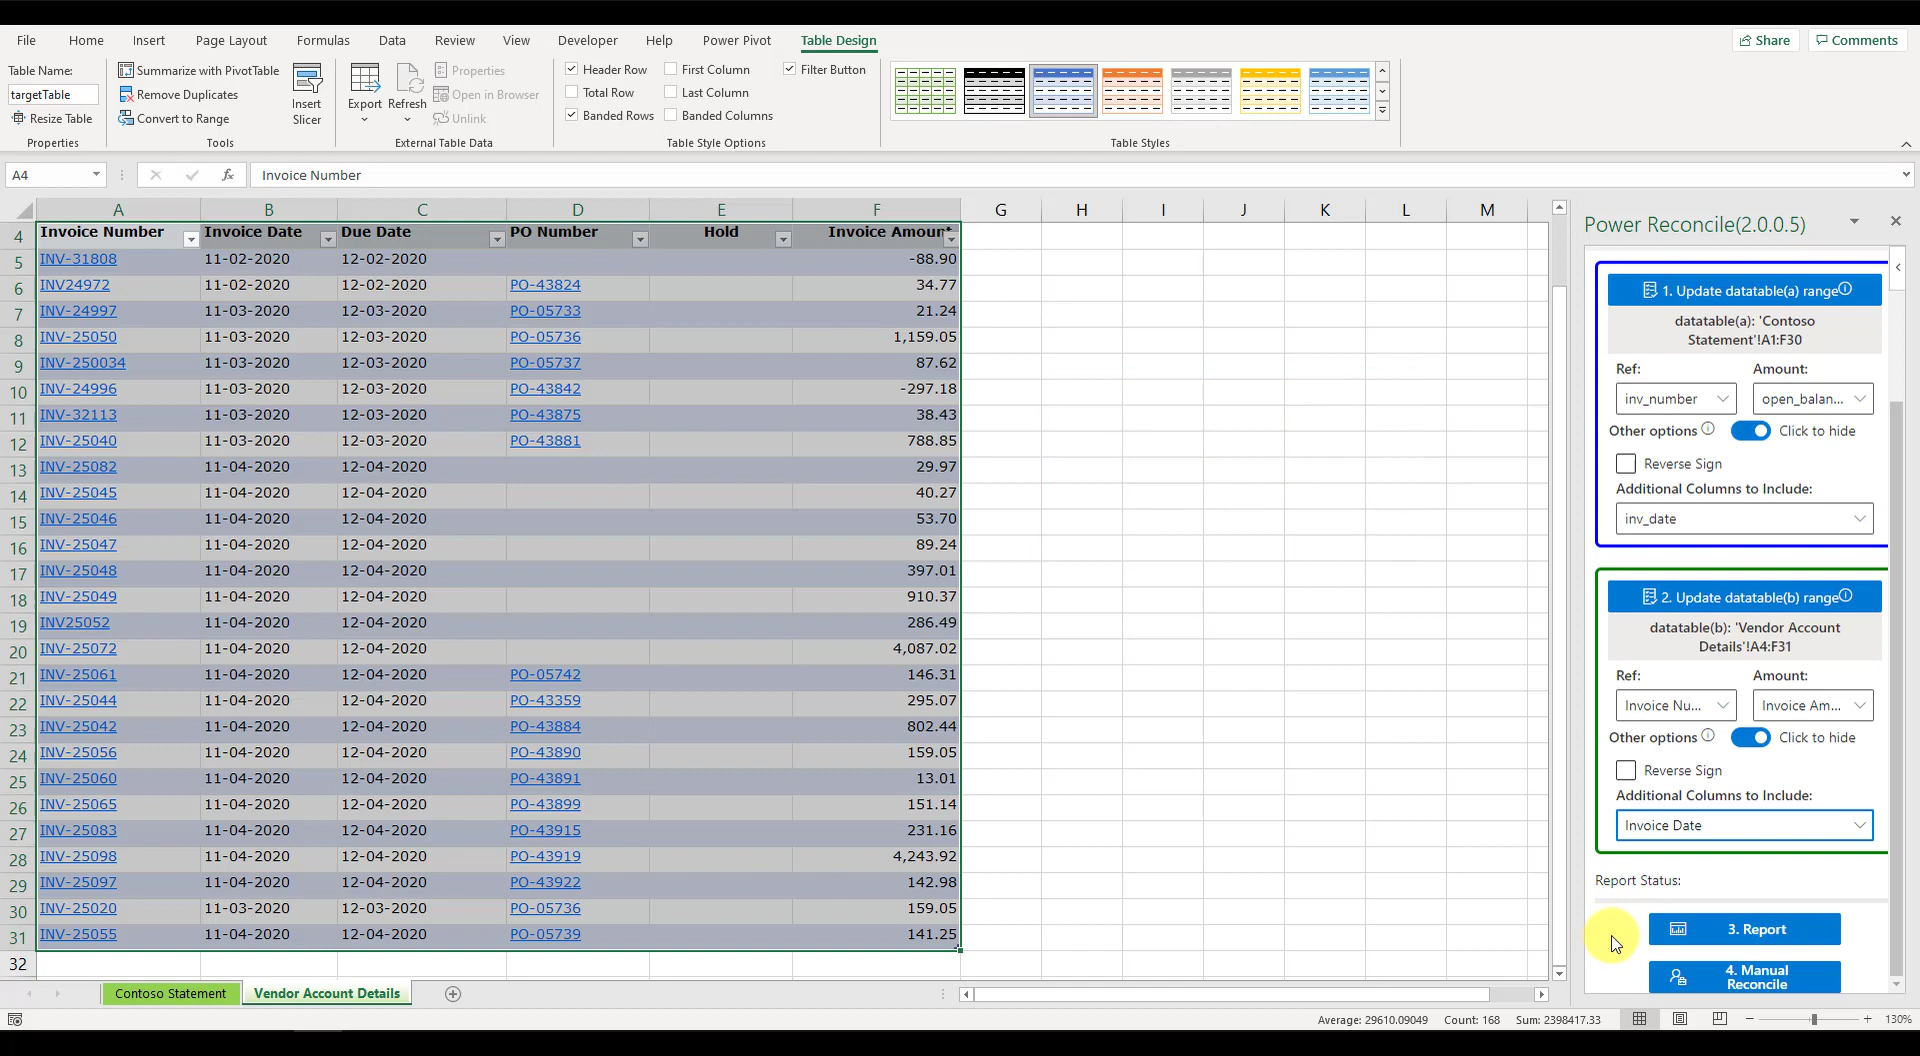 File Home Insert Page Layout Formulas Data Review View Developer Help Power Pivot Table Design Share Comments
Table Name:
targetTable
Resize Table
Properties
Summarize with PivotTable
Remove Duplicates
Convert to Range
Tools
Insert
Slicer
Export
Refresh
Properties
Open in Browser
Unlink
External Table Data
Header Row First Column Filter Button
Total Row Last Column
Banded Rows Banded Columns
Table Style Options
Table Styles
A4 fx Invoice Number
A B C D E F G H I J K L M
4 Invoice Number Invoice Date Due Date PO Number Hold Invoice Amount
5 INV-31808 11-02-2020 12-02-2020 -88.90
6 INV24972 11-02-2020 12-02-2020 PO-43824 34.77
7 INV-24997 11-03-2020 12-03-2020 PO-05733 21.24
8 INV-25050 11-03-2020 12-03-2020 PO-05736 1,159.05
9 INV-250034 11-03-2020 12-03-2020 PO-05737 87.62
10 INV-24996 11-03-2020 12-03-2020 PO-43842 -297.18
11 INV-32113 11-03-2020 12-03-2020 PO-43875 38.43
12 INV-25040 11-03-2020 12-03-2020 PO-43881 788.85
13 INV-25082 11-04-2020 12-04-2020 29.97
14 INV-25045 11-04-2020 12-04-2020 40.27
15 INV-25046 11-04-2020 12-04-2020 53.70
16 INV-25047 11-04-2020 12-04-2020 89.24
17 INV-25048 11-04-2020 12-04-2020 397.01
18 INV-25049 11-04-2020 12-04-2020 910.37
19 INV25052 11-04-2020 12-04-2020 286.49
20 INV-25072 11-04-2020 12-04-2020 4,087.02
21 INV-25061 11-04-2020 12-04-2020 PO-05742 146.31
22 INV-25044 11-04-2020 12-04-2020 PO-43359 295.07
23 INV-25042 11-04-2020 12-04-2020 PO-43884 802.44
24 INV-25056 11-04-2020 12-04-2020 PO-43890 159.05
25 INV-25060 11-04-2020 12-04-2020 PO-43891 13.01
26 INV-25065 11-04-2020 12-04-2020 PO-43899 151.14
27 INV-25083 11-04-2020 12-04-2020 PO-43915 231.16
28 INV-25098 11-04-2020 12-04-2020 PO-43919 4,243.92
29 INV-25097 11-04-2020 12-04-2020 PO-43922 142.98
30 INV-25020 11-03-2020 12-03-2020 PO-05736 159.05
31 INV-25055 11-04-2020 12-04-2020 PO-05739 141.25
32
Contoso Statement Vendor Account Details
Power Reconcile(2.0.0.5)
1. Update datatable(a) range
datatable(a): 'Contoso
Statement'!A1:F30
Ref: Amount:
inv_number open_balan...
Other options Click to hide
Reverse Sign
Additional Columns to Include:
inv_date
2. Update datatable(b) range
datatable(b): 'Vendor Account
Details'!A4:F31
Ref: Amount:
Invoice Nu... Invoice Am...
Other options Click to hide
Reverse Sign
Additional Columns to Include:
Invoice Date
Report Status:
3. Report
4. Manual
Reconcile
Average: 29610.09049 Count: 168 Sum: 2398417.33 130%